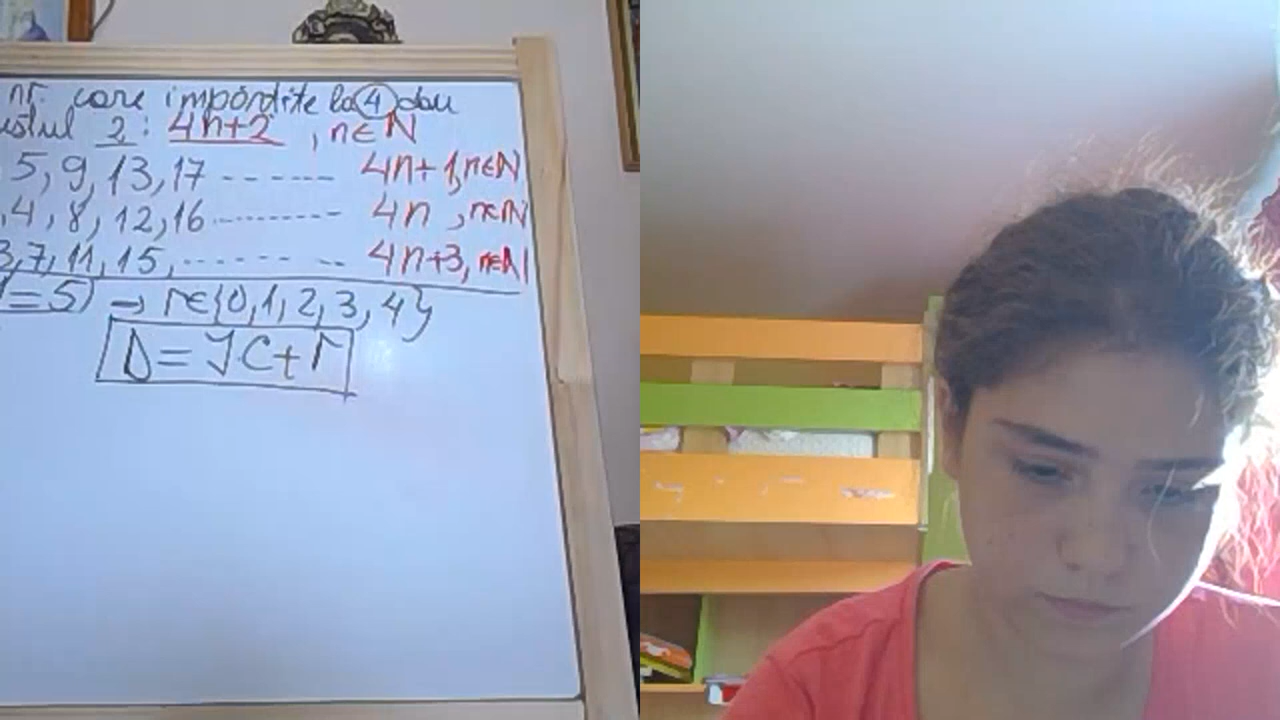 nr. care împărțite la 4 dau
restul 2: 4n+2, n∈N
5, 9, 13, 17 ------- 4n+1, n∈N
,4, 8, 12, 16 --------- 4n, n∈N
3, 7, 11, 15, ------- -- 4n+3, n∈N
=5) → r∈{0, 1, 2, 3, 4}
D = ÎC + r